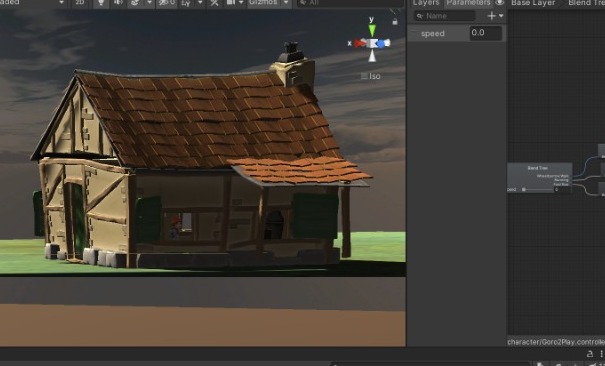 aded
2D
Gizmos
All
Layers
Parameters
Base Layer
Blend Tre
Name
speed
0.0
y
x
Iso
Blend Tree
character/Goro2Play.controlle